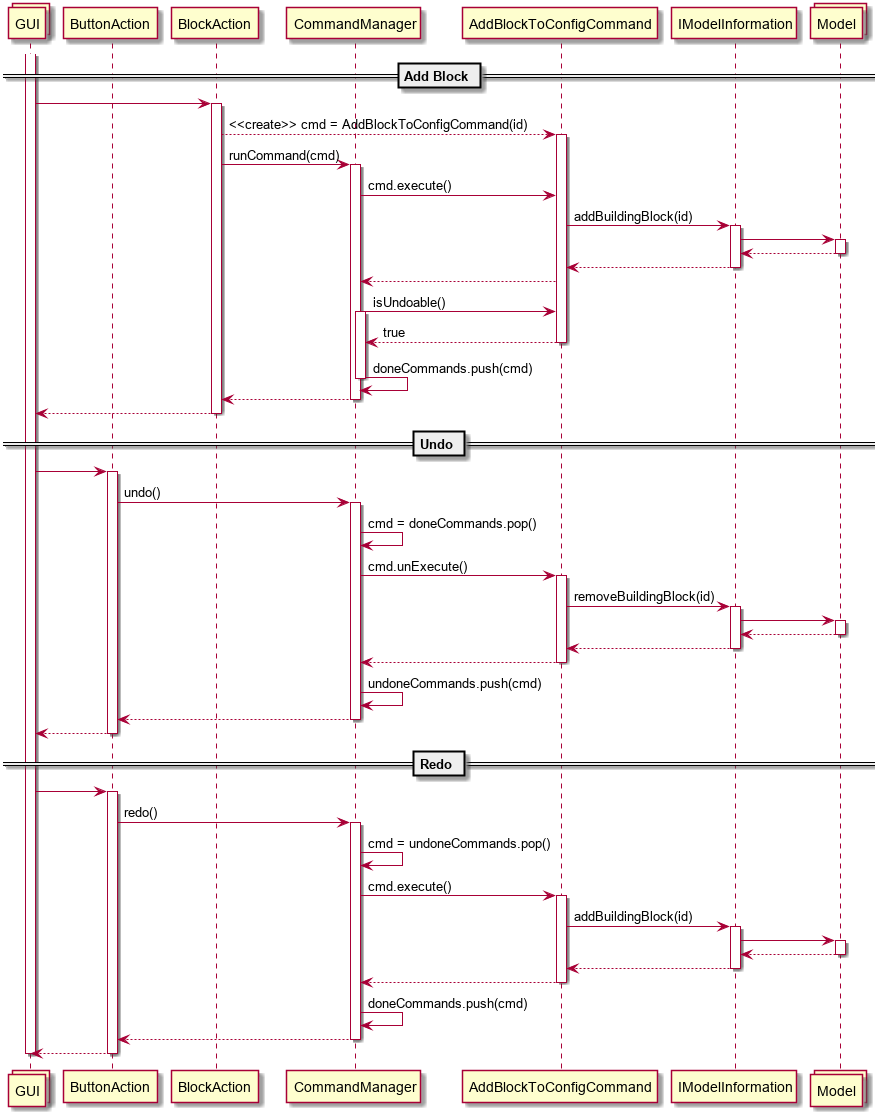 GUI
ButtonAction
BlockAction
CommandManager
AddBlockToConfigCommand
IModelInformation
Model
Add Block
<<create>> cmd = AddBlockToConfigCommand(id)
runCommand(cmd)
cmd.execute()
addBuildingBlock(id)
isUndoable()
true
doneCommands.push(cmd)
Undo
undo()
cmd = doneCommands.pop()
cmd.unExecute()
removeBuildingBlock(id)
undoneCommands.push(cmd)
Redo
redo()
cmd = undoneCommands.pop()
cmd.execute()
addBuildingBlock(id)
doneCommands.push(cmd)
GUI
ButtonAction
BlockAction
CommandManager
AddBlockToConfigCommand
IModelInformation
Model